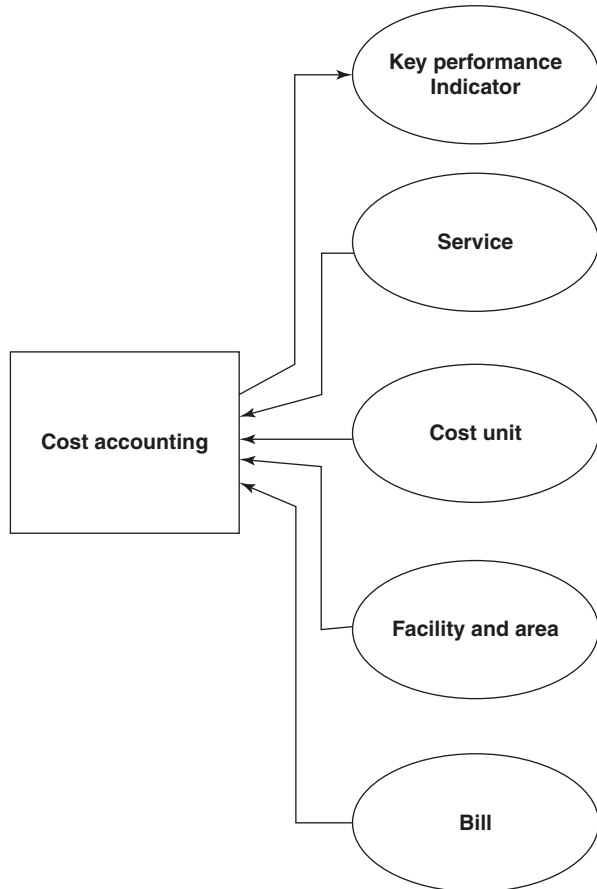 Key performance
Indicator
Service
Cost accounting
Cost unit
Facility and area
Bill